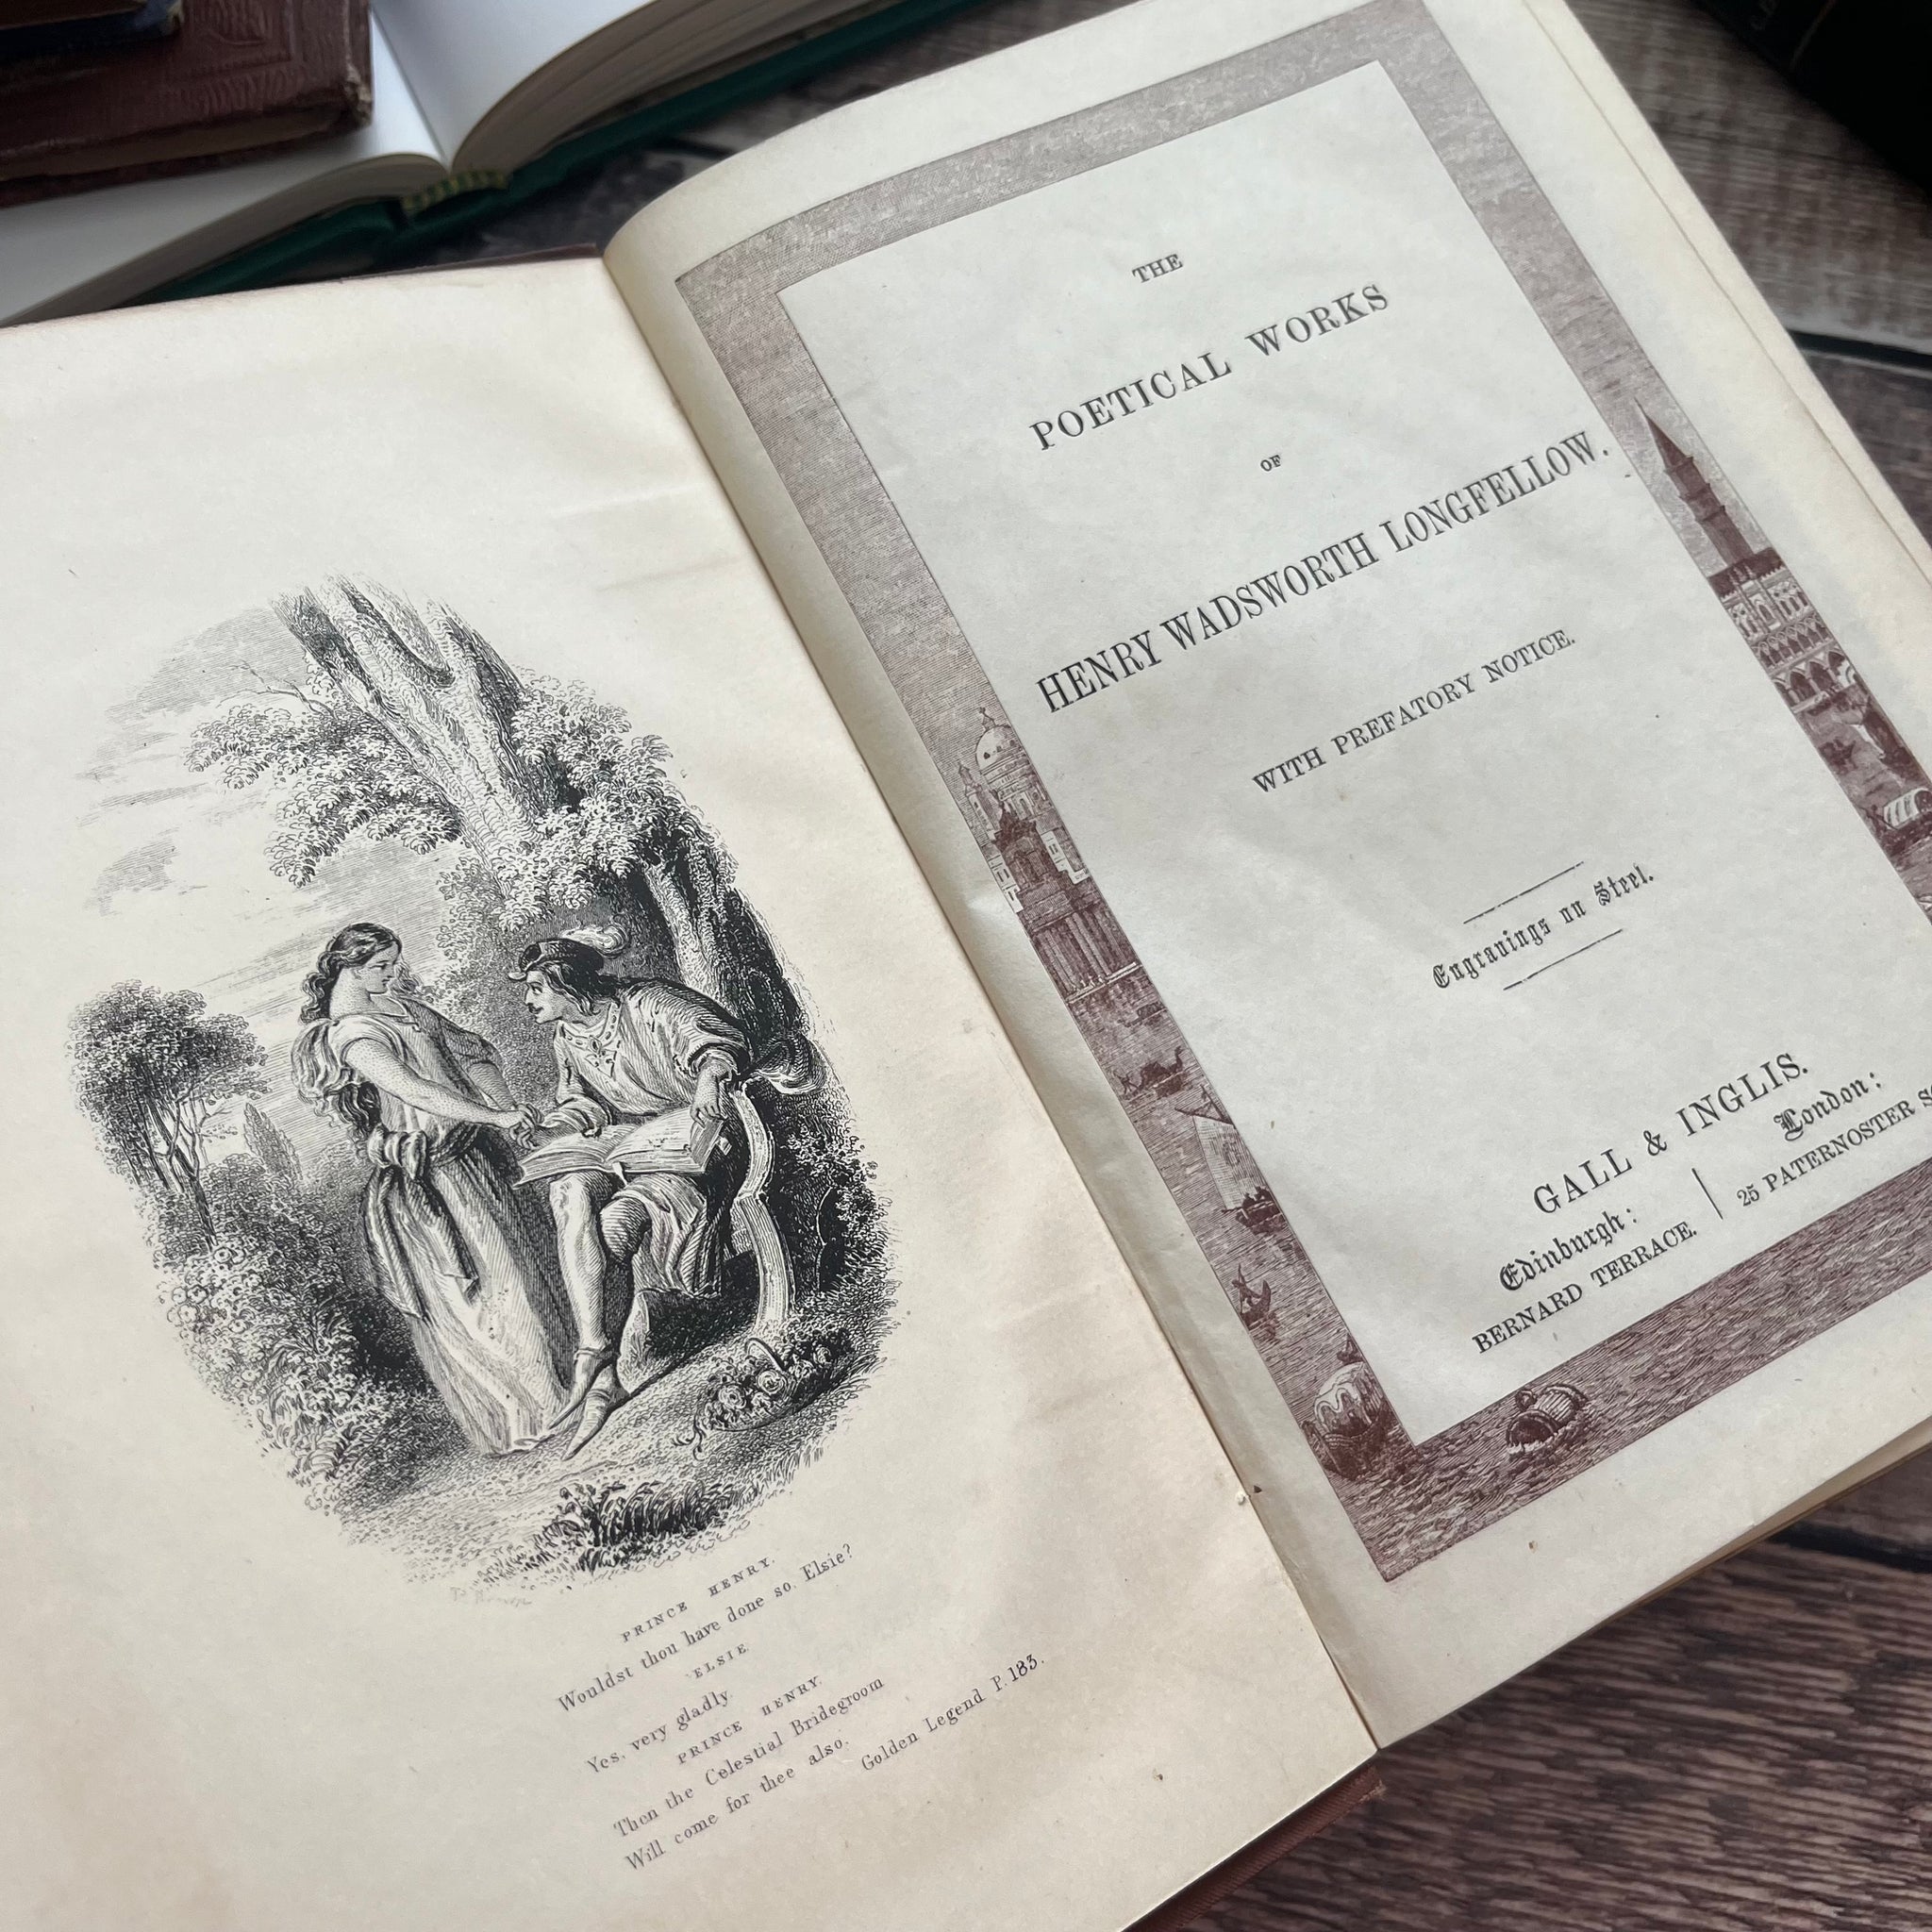 PRINCE HENRY.
Wouldst thou have done so, Elsie?
ELSIE.
Yes, very gladly.
PRINCE HENRY.
Then the Celestial Bridegroom
Will come for thee also.
Golden Legend P. 183.
THE
POETICAL WORKS
OF
HENRY WADSWORTH LONGFELLOW.
WITH PREFATORY NOTICE.
Engravings on Steel.
GALL & INGLIS.
Edinburgh:
BERNARD TERRACE.
London:
25 PATERNOSTER